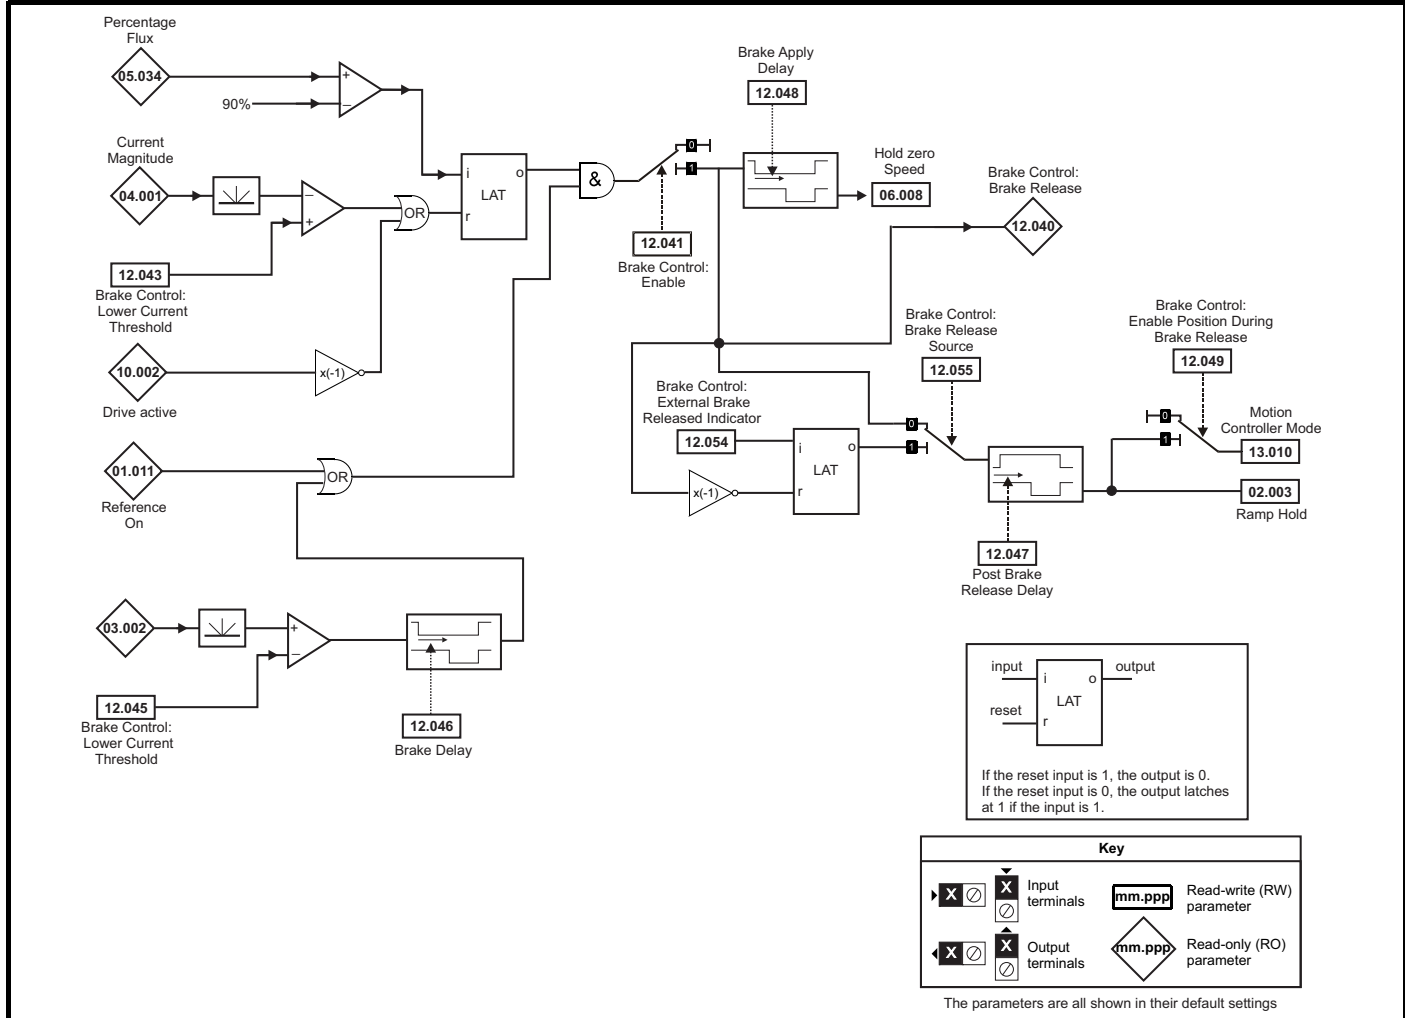 Percentage
Flux
05.034
+
90%
−
Current
Magnitude
04.001
−
+
OR
i
o
LAT
r
&
12.043
Brake Control:
Lower Current
Threshold
10.002
Drive active
x(-1)
01.011
Reference
On
OR
03.002
+
−
12.045
Brake Control:
Lower Current
Threshold
12.046
Brake Delay
0
1
12.041
Brake Control:
Enable
Brake Apply
Delay
12.048
Hold zero
Speed
06.008
Brake Control:
Brake Release
12.040
Brake Control:
Brake Release
Source
12.055
Brake Control:
External Brake
Released Indicator
12.054
i
o
LAT
r
x(-1)
0
1
12.047
Post Brake
Release Delay
Brake Control:
Enable Position During
Brake Release
12.049
0
1
Motion
Controller Mode
13.010
02.003
Ramp Hold
input
output
i
o
LAT
reset
r
If the reset input is 1, the output is 0.
If the reset input is 0, the output latches
at 1 if the input is 1.
Key
X
X
Input
terminals
mm.ppp
Read-write (RW)
parameter
X
X
Output
terminals
mm.ppp
Read-only (RO)
parameter
The parameters are all shown in their default settings